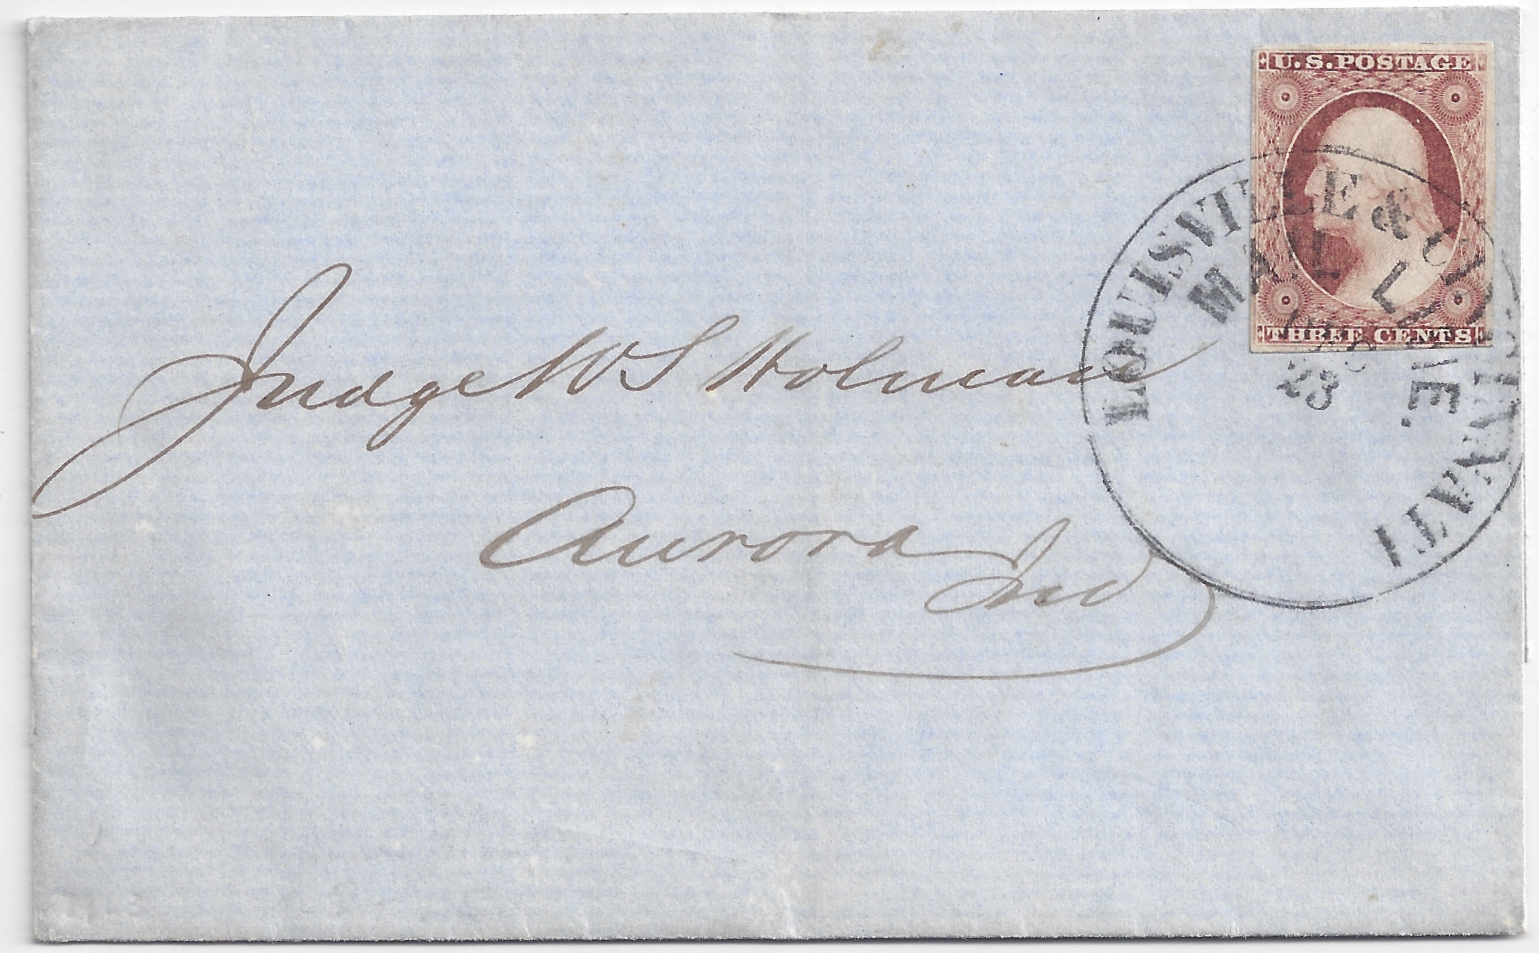 U.S. POSTAGE
THREE CENTS
LOUISVILLE & CINCINNATI
MAIL LINE.
23
Judge W S Holman
Aurora
Ind